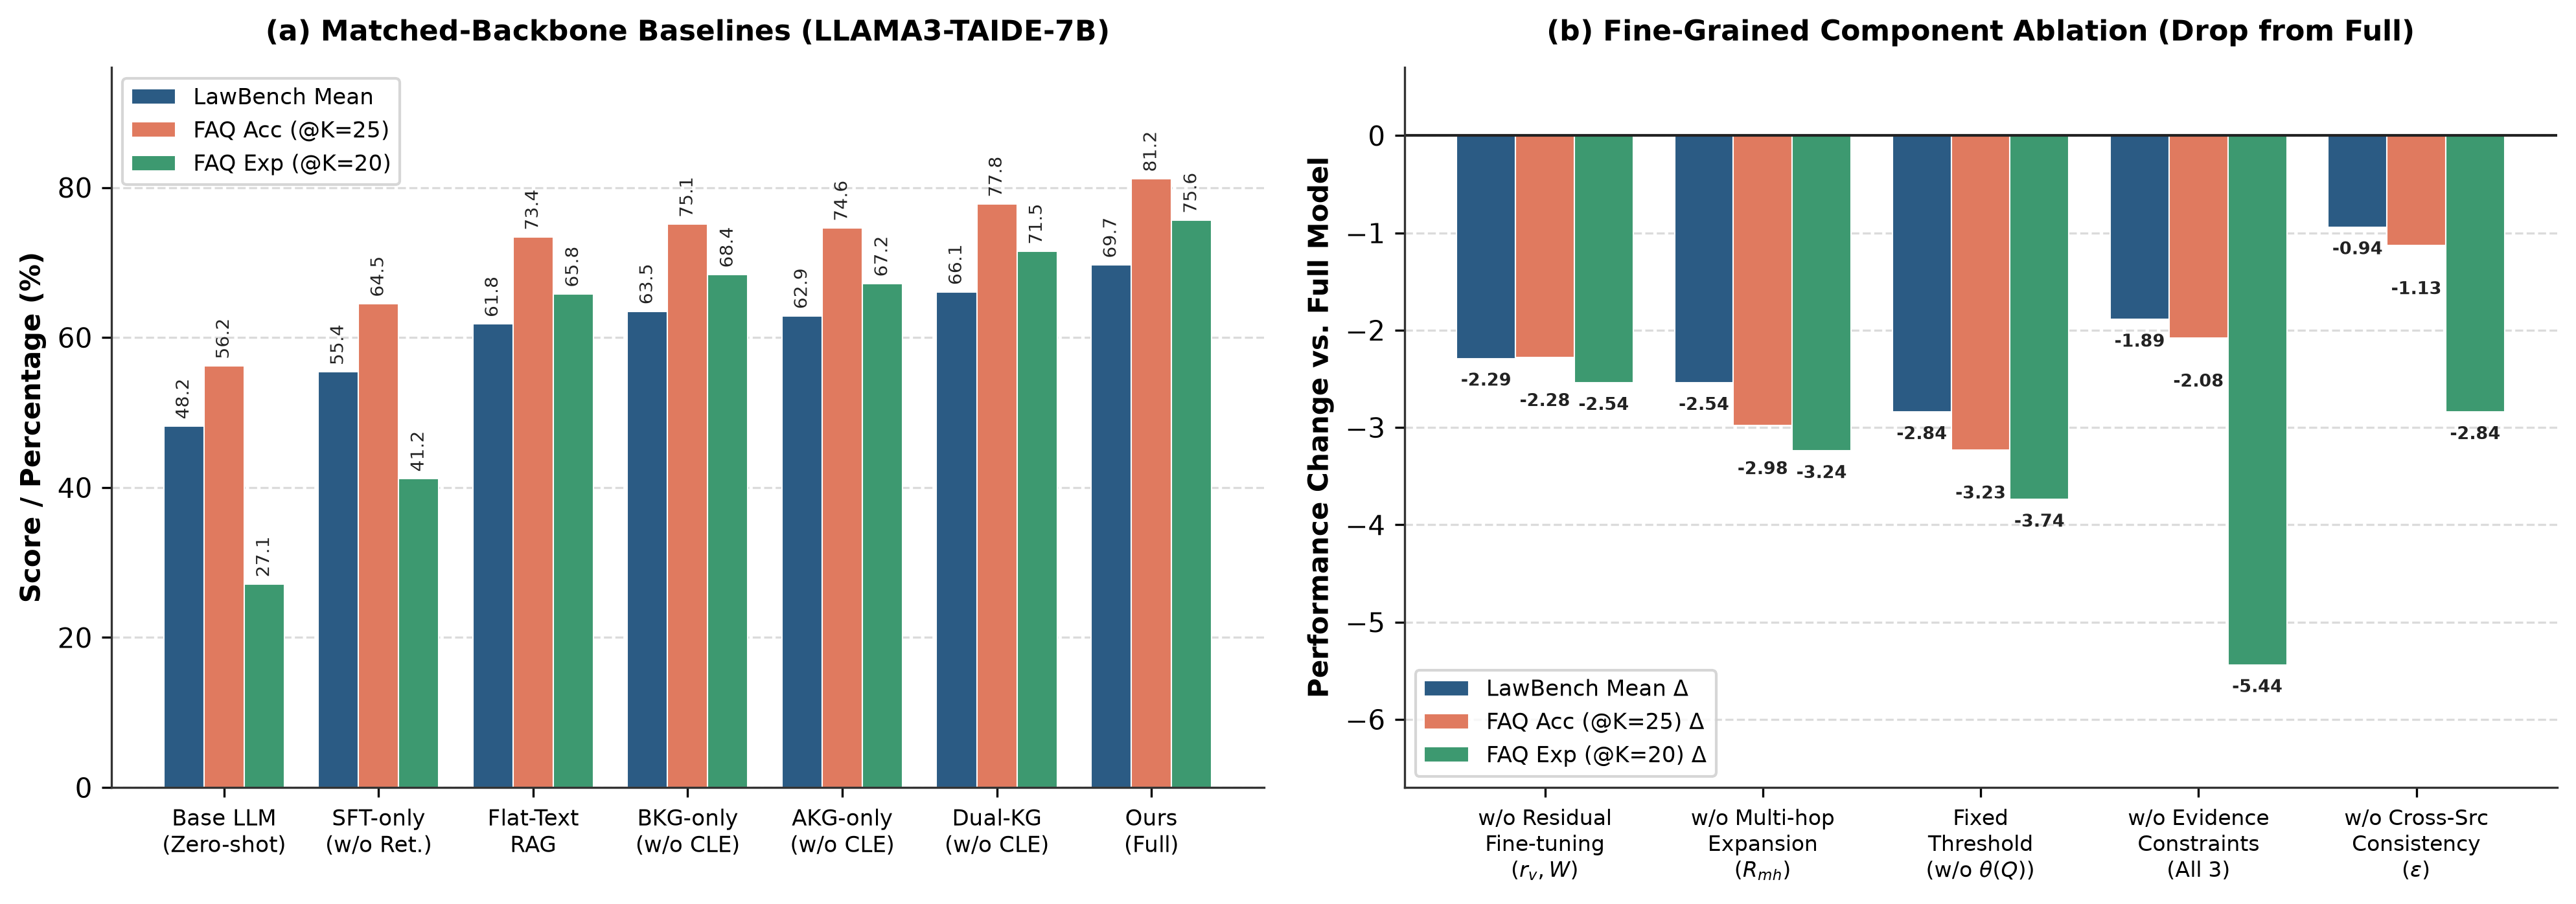 (a) Matched-Backbone Baselines (LLAMA3-TAIDE-7B)
Score / Percentage (%)
LawBench Mean
FAQ Acc (@K=25)
FAQ Exp (@K=20)
80
60
40
20
0
48.2
56.2
27.1
55.4
64.5
41.2
61.8
73.4
65.8
63.5
75.1
68.4
62.9
74.6
67.2
66.1
77.8
71.5
69.7
81.2
75.6
Base LLM
(Zero-shot)
SFT-only
(w/o Ret.)
Flat-Text
RAG
BKG-only
(w/o CLE)
AKG-only
(w/o CLE)
Dual-KG
(w/o CLE)
Ours
(Full)
(b) Fine-Grained Component Ablation (Drop from Full)
Performance Change vs. Full Model
0
−1
−2
−3
−4
−5
−6
-2.29
-2.28
-2.54
-2.54
-2.98
-3.24
-2.84
-3.23
-3.74
-1.89
-2.08
-5.44
-0.94
-1.13
-2.84
LawBench Mean Δ
FAQ Acc (@K=25) Δ
FAQ Exp (@K=20) Δ
w/o Residual
Fine-tuning
(r_v, W)
w/o Multi-hop
Expansion
(R_mh)
Fixed
Threshold
(w/o θ(Q))
w/o Evidence
Constraints
(All 3)
w/o Cross-Src
Consistency
(ε)